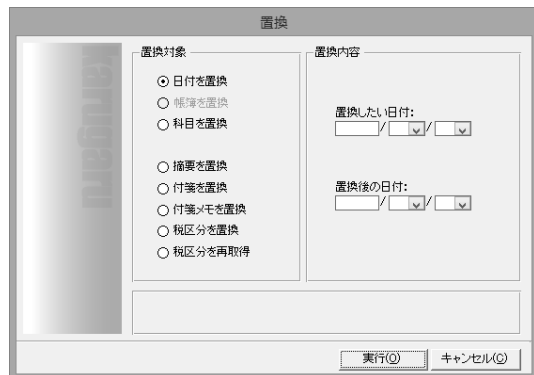 置換
karugaru
置換対象
日付を置換
帳簿を置換
科目を置換
摘要を置換
付箋を置換
付箋メモを置換
税区分を置換
税区分を再取得
置換内容
置換したい日付:
/ /
置換後の日付:
/ /
実行(O) キャンセル(C)